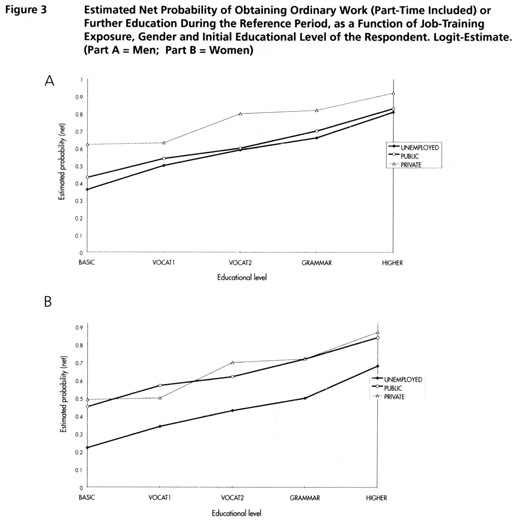 Figure 3
Estimated Net Probability of Obtaining Ordinary Work (Part-Time Included) or
Further Education During the Reference Period, as a Function of Job-Training
Exposure, Gender and Initial Educational Level of the Respondent. Logit-Estimate.
(Part A = Men; Part B = Women)
A
Estimated probability (net)
1
0.9
0.8
0.7
0.6
0.5
0.4
0.3
0.2
0.1
0
BASIC VOCAT1 VOCAT2 GRAMMAR HIGHER
Educational level
UNEMPLOYED
PUBLIC
PRIVATE
B
Estimated probability (net)
0.9
0.8
0.7
0.6
0.5
0.4
0.3
0.2
0.1
0
BASIC VOCAT1 VOCAT2 GRAMMAR HIGHER
Educational level
UNEMPLOYED
PUBLIC
PRIVATE